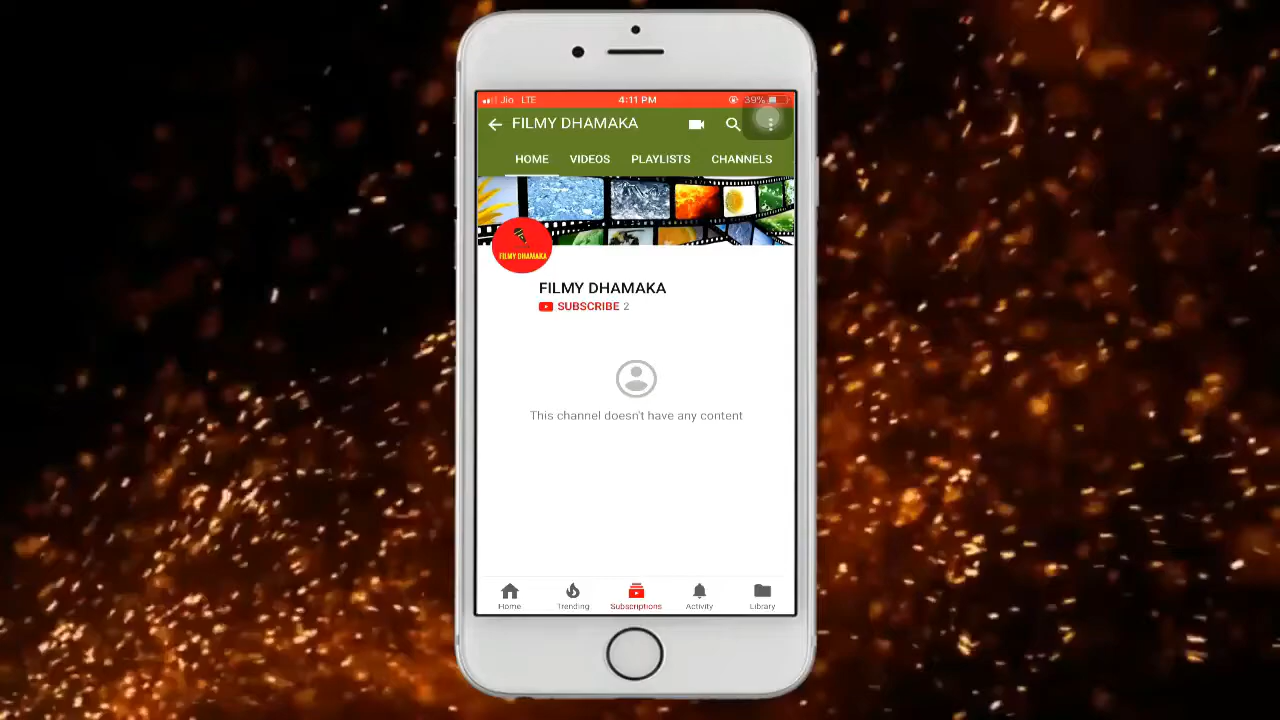 Jio LTE 4:11 PM 39%
FILMY DHAMAKA
HOME VIDEOS PLAYLISTS CHANNELS
FILMY DHAMAKA
FILMY DHAMAKA
SUBSCRIBE 2
This channel doesn't have any content
Home Trending Subscriptions Activity Library